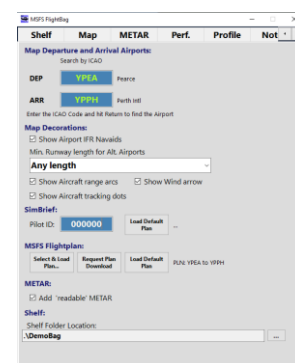 MSFS FlightBag
Shelf Map METAR Perf. Profile Not
Map Departure and Arrival Airports:
Search by ICAO
DEP YPEA Pearce
ARR YPPH Perth Intl
Enter the ICAO Code and hit Return to find the Airport
Map Decorations:
Show Airport IFR Navaids
Min. Runway length for Alt. Airports
Any length
Show Aircraft range arcs Show Wind arrow
Show Aircraft tracking dots
SimBrief:
Pilot ID: 000000 Load Default Plan ...
MSFS Flightplan:
Select & Load Plan... Request Plan Download Load Default Plan PLN: YPEA to YPPH
METAR:
Add 'readable' METAR
Shelf:
Shelf Folder Location:
.\DemoBag ...